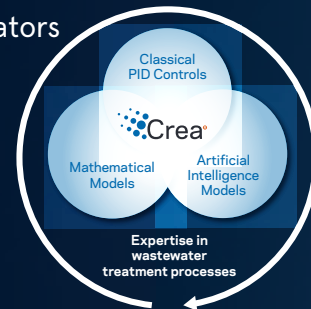 ators
Classical
PID Controls
Crea
Mathematical
Models
Artificial
Intelligence
Models
Expertise in
wastewater
treatment processes